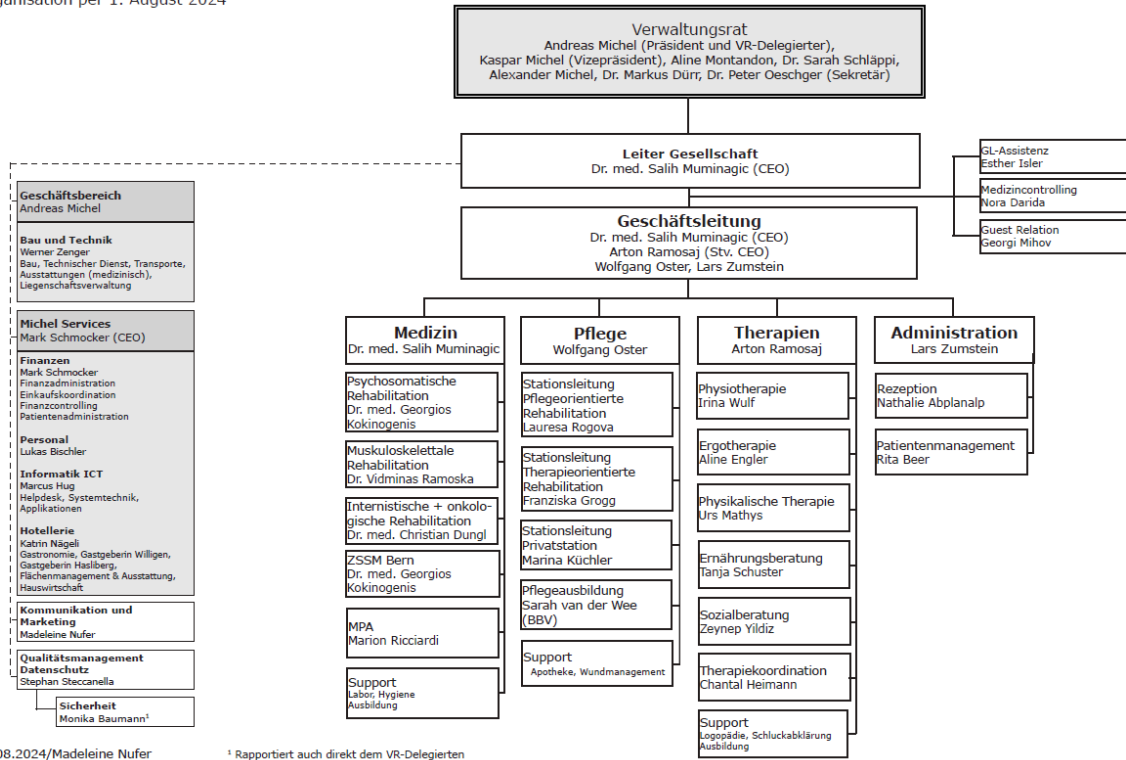 ganisation per 1. August 2024
Verwaltungsrat
Andreas Michel (Präsident und VR-Delegierter),
Kaspar Michel (Vizepräsident), Aline Montandon, Dr. Sarah Schläppi,
Alexander Michel, Dr. Markus Dürr, Dr. Peter Oeschger (Sekretär)
Leiter Gesellschaft
Dr. med. Salih Muminagic (CEO)
GL-Assistenz
Esther Isler
Medizincontrolling
Nora Darida
Guest Relation
Georgi Mihov
Geschäftsleitung
Dr. med. Salih Muminagic (CEO)
Arton Ramosaj (Stv. CEO)
Wolfgang Oster, Lars Zumstein
Geschäftsbereich
Andreas Michel
Bau und Technik
Werner Zenger
Bau, Technischer Dienst, Transporte,
Ausstattungen (medizinisch),
Liegenschaftsverwaltung
Michel Services
Mark Schmocker (CEO)
Finanzen
Mark Schmocker
Finanzadministration
Einkaufskoordination
Finanzcontrolling
Patientenadministration
Personal
Lukas Bischler
Informatik ICT
Marcus Hug
Helpdesk, Systemtechnik,
Applikationen
Hotellerie
Katrin Nägeli
Gastronomie, Gastgeberin Willigen,
Gastgeberin Hasliberg,
Flächenmanagement & Ausstattung,
Hauswirtschaft
Kommunikation und
Marketing
Madeleine Nufer
Qualitätsmanagement
Datenschutz
Stephan Steccanella
Sicherheit
Monika Baumann¹
Medizin
Dr. med. Salih Muminagic
Psychosomatische
Rehabilitation
Dr. med. Georgios
Kokinogenis
Muskuloskelettale
Rehabilitation
Dr. Vidminas Ramoska
Internistische + onkolo-
gische Rehabilitation
Dr. med. Christian Dungl
ZSSM Bern
Dr. med. Georgios
Kokinogenis
MPA
Marion Ricciardi
Support
Labor, Hygiene
Ausbildung
Pflege
Wolfgang Oster
Stationsleitung
Pflegeorientierte
Rehabilitation
Lauresa Rogova
Stationsleitung
Therapieorientierte
Rehabilitation
Franziska Grogg
Stationsleitung
Privatstation
Marina Küchler
Pflegeausbildung
Sarah van der Wee
(BBV)
Support
Apotheke, Wundmanagement
Therapien
Arton Ramosaj
Physiotherapie
Irina Wulf
Ergotherapie
Aline Engler
Physikalische Therapie
Urs Mathys
Ernährungsberatung
Tanja Schuster
Sozialberatung
Zeynep Yildiz
Therapiekoordination
Chantal Heimann
Support
Logopädie, Schluckabklärung
Ausbildung
Administration
Lars Zumstein
Rezeption
Nathalie Abplanalp
Patientenmanagement
Rita Beer
08.2024/Madeleine Nufer
¹ Rapportiert auch direkt dem VR-Delegierten